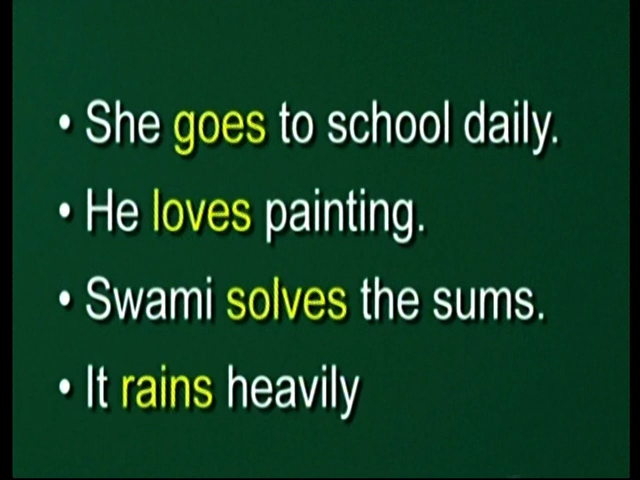 • She goes to school daily.
• He loves painting.
• Swami solves the sums.
• It rains heavily